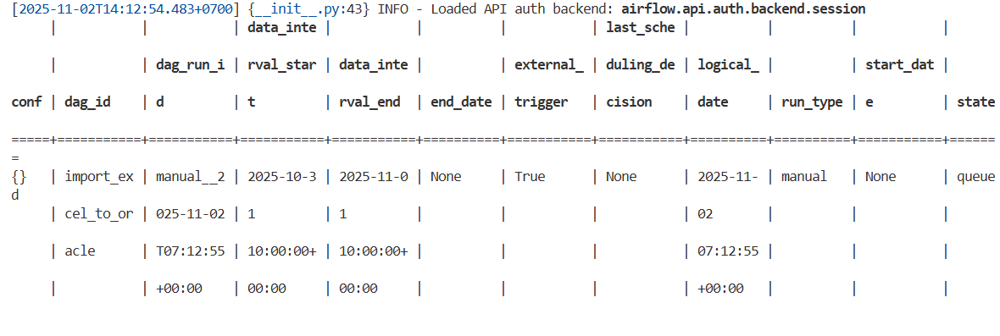 [2025-11-02T14:12:54.483+0700] {__init__.py:43} INFO - Loaded API auth backend: airflow.api.auth.backend.session
     |           |           | data_inte |           |          |           | last_sche |          |          |           |
     |           | dag_run_i | rval_star | data_inte |          | external_ | duling_de | logical_ |          | start_dat |
conf | dag_id    | d         | t         | rval_end  | end_date | trigger   | cision    | date     | run_type | e         | state
=====+===========+===========+===========+===========+==========+===========+===========+==========+==========+===========+======
=
{}   | import_ex | manual__2 | 2025-10-3 | 2025-11-0 | None     | True      | None      | 2025-11- | manual   | None      | queue
d
     | cel_to_or | 025-11-02 | 1         | 1         |          |           |           | 02       |          |           |
     | acle      | T07:12:55 | 10:00:00+ | 10:00:00+ |          |           |           | 07:12:55 |          |           |
     |           | +00:00    | 00:00     | 00:00     |          |           |           | +00:00   |          |           |